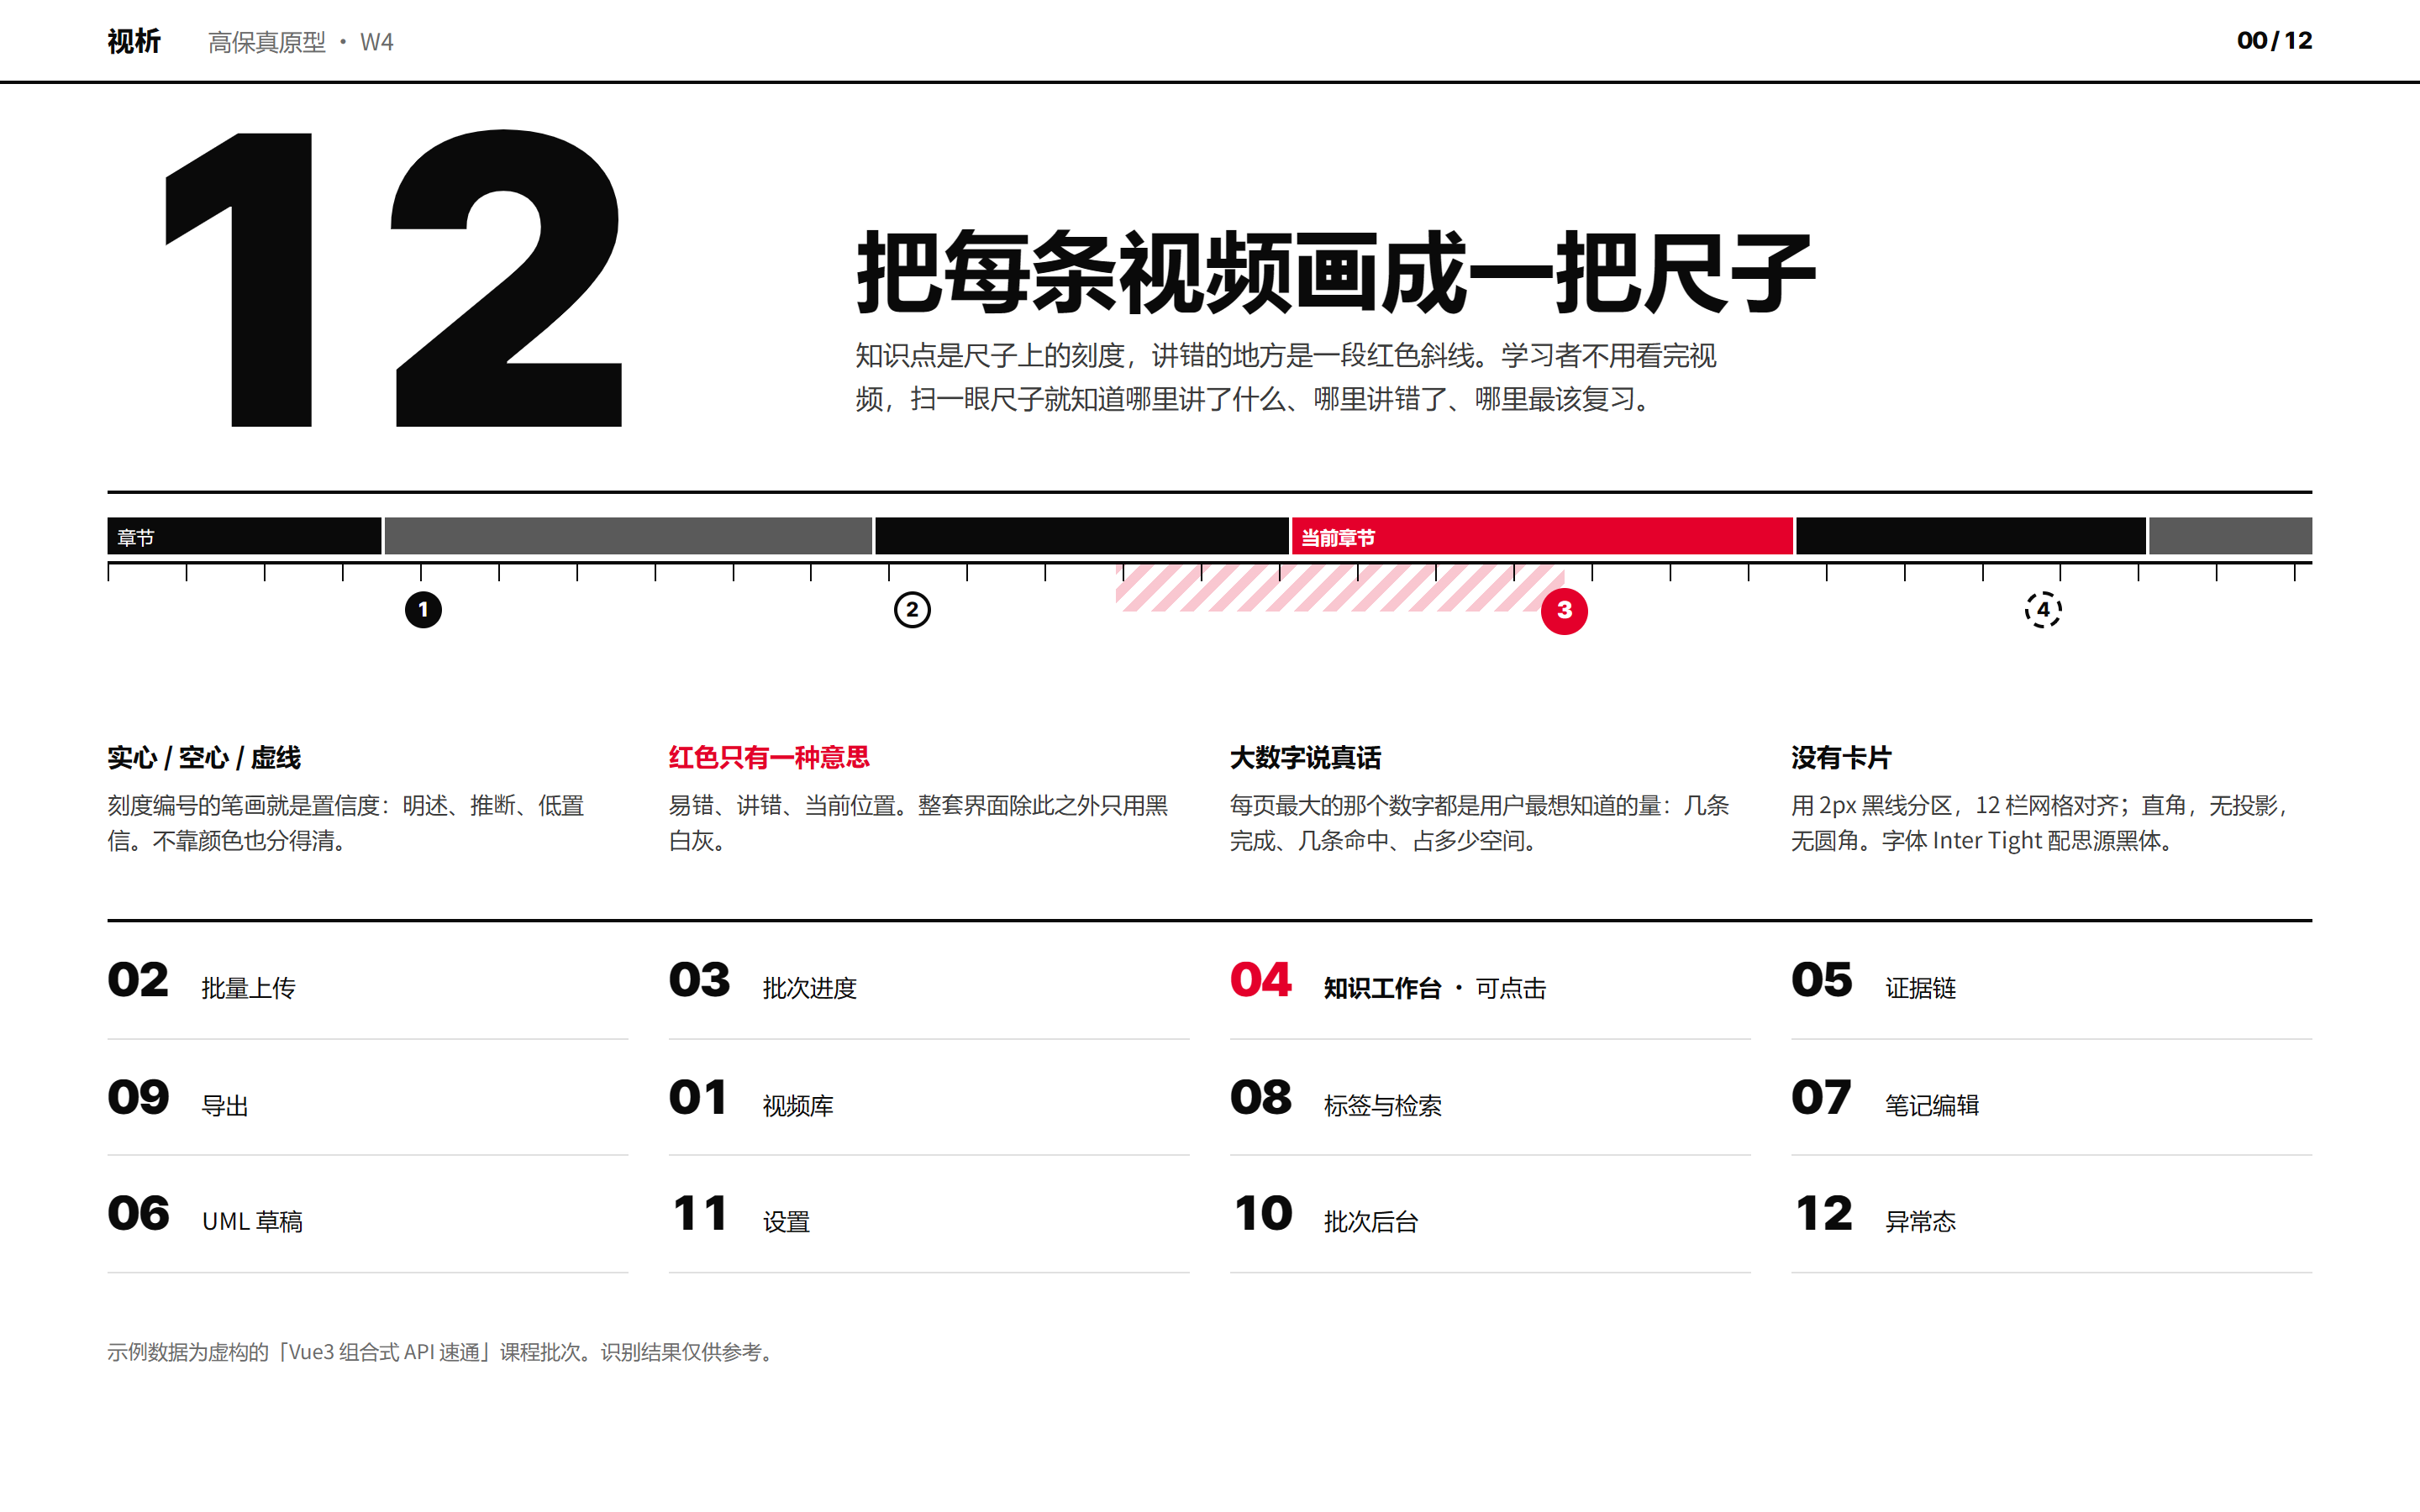 视析 高保真原型 · W4 00 / 12
12
把每条视频画成一把尺子
知识点是尺子上的刻度，讲错的地方是一段红色斜线。学习者不用看完视
频，扫一眼尺子就知道哪里讲了什么、哪里讲错了、哪里最该复习。
章节 当前章节
1 2 3 4
实心 / 空心 / 虚线
刻度编号的笔画就是置信度：明述、推断、低置
信。不靠颜色也分得清。
红色只有一种意思
易错、讲错、当前位置。整套界面除此之外只用黑
白灰。
大数字说真话
每页最大的那个数字都是用户最想知道的量：几条
完成、几条命中、占多少空间。
没有卡片
用 2px 黑线分区，12 栏网格对齐；直角，无投影，
无圆角。字体 Inter Tight 配思源黑体。
02 批量上传
03 批次进度
04 知识工作台 · 可点击
05 证据链
09 导出
01 视频库
08 标签与检索
07 笔记编辑
06 UML 草稿
11 设置
10 批次后台
12 异常态
示例数据为虚构的「Vue3 组合式 API 速通」课程批次。识别结果仅供参考。